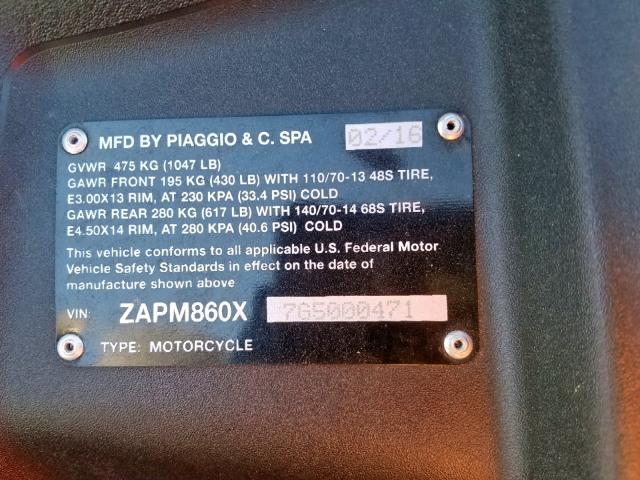 MFD BY PIAGGIO & C. SPA 02/16
GVWR 475 KG (1047 LB)
GAWR FRONT 195 KG (430 LB) WITH 110/70-13 48S TIRE,
E3.00X13 RIM, AT 230 KPA (33.4 PSI) COLD
GAWR REAR 280 KG (617 LB) WITH 140/70-14 68S TIRE,
E4.50X14 RIM, AT 280 KPA (40.6 PSI) COLD
This vehicle conforms to all applicable U.S. Federal Motor
Vehicle Safety Standards in effect on the date of
manufacture shown above
VIN: ZAPM860X 7G5000471
TYPE: MOTORCYCLE